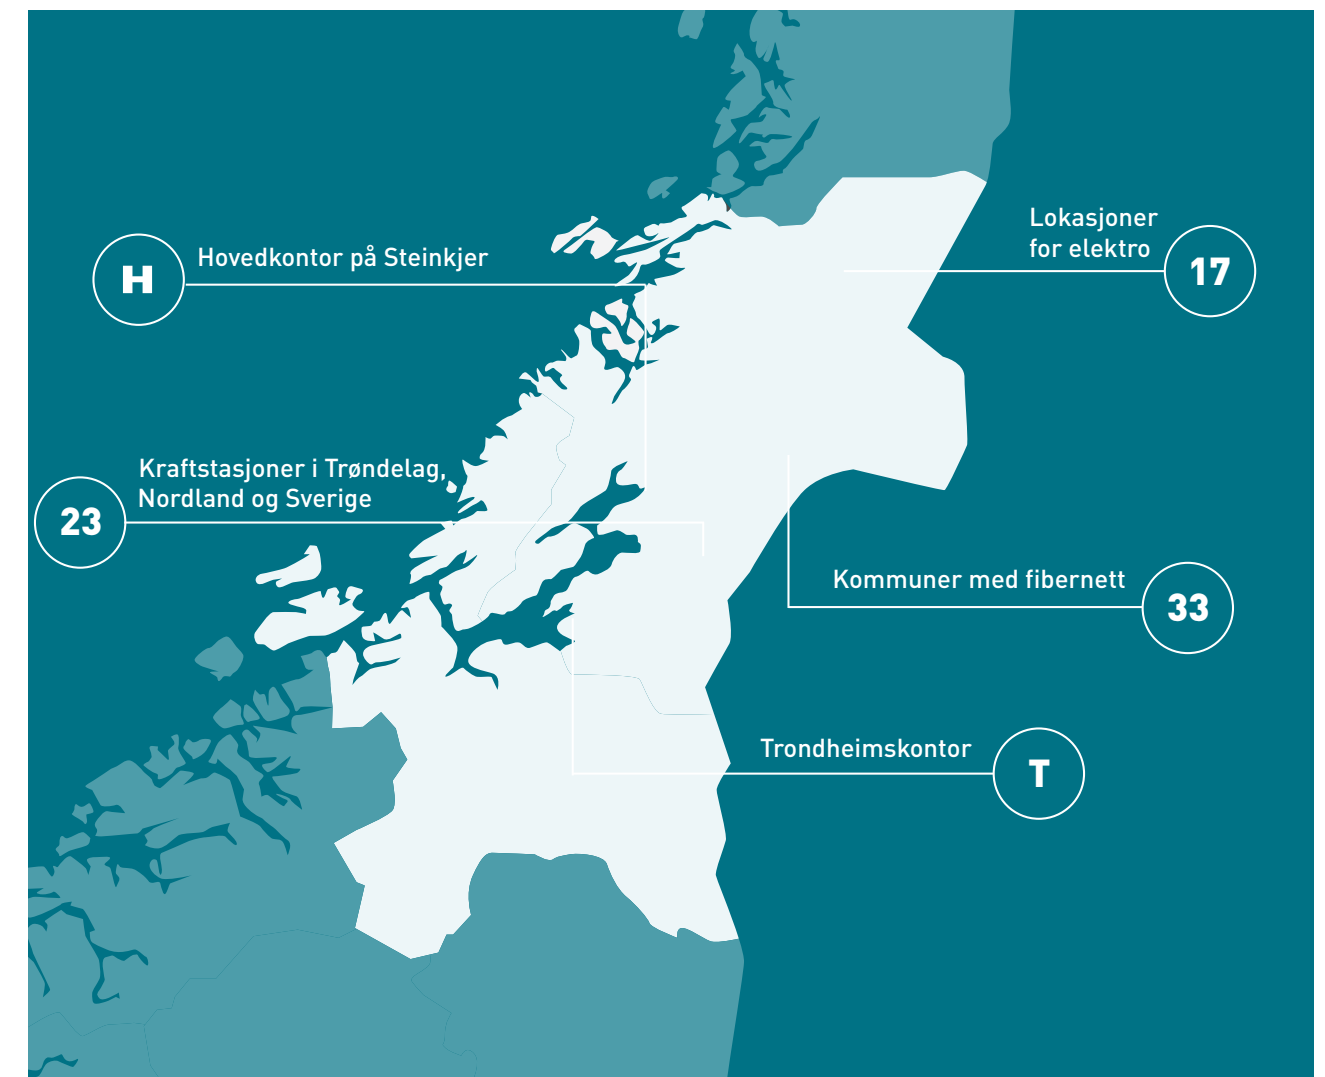 Lokasjoner
for elektro
17
H
Hovedkontor på Steinkjer
Kraftstasjoner i Trøndelag,
Nordland og Sverige
23
Kommuner med fibernett
33
Trondheimskontor
T